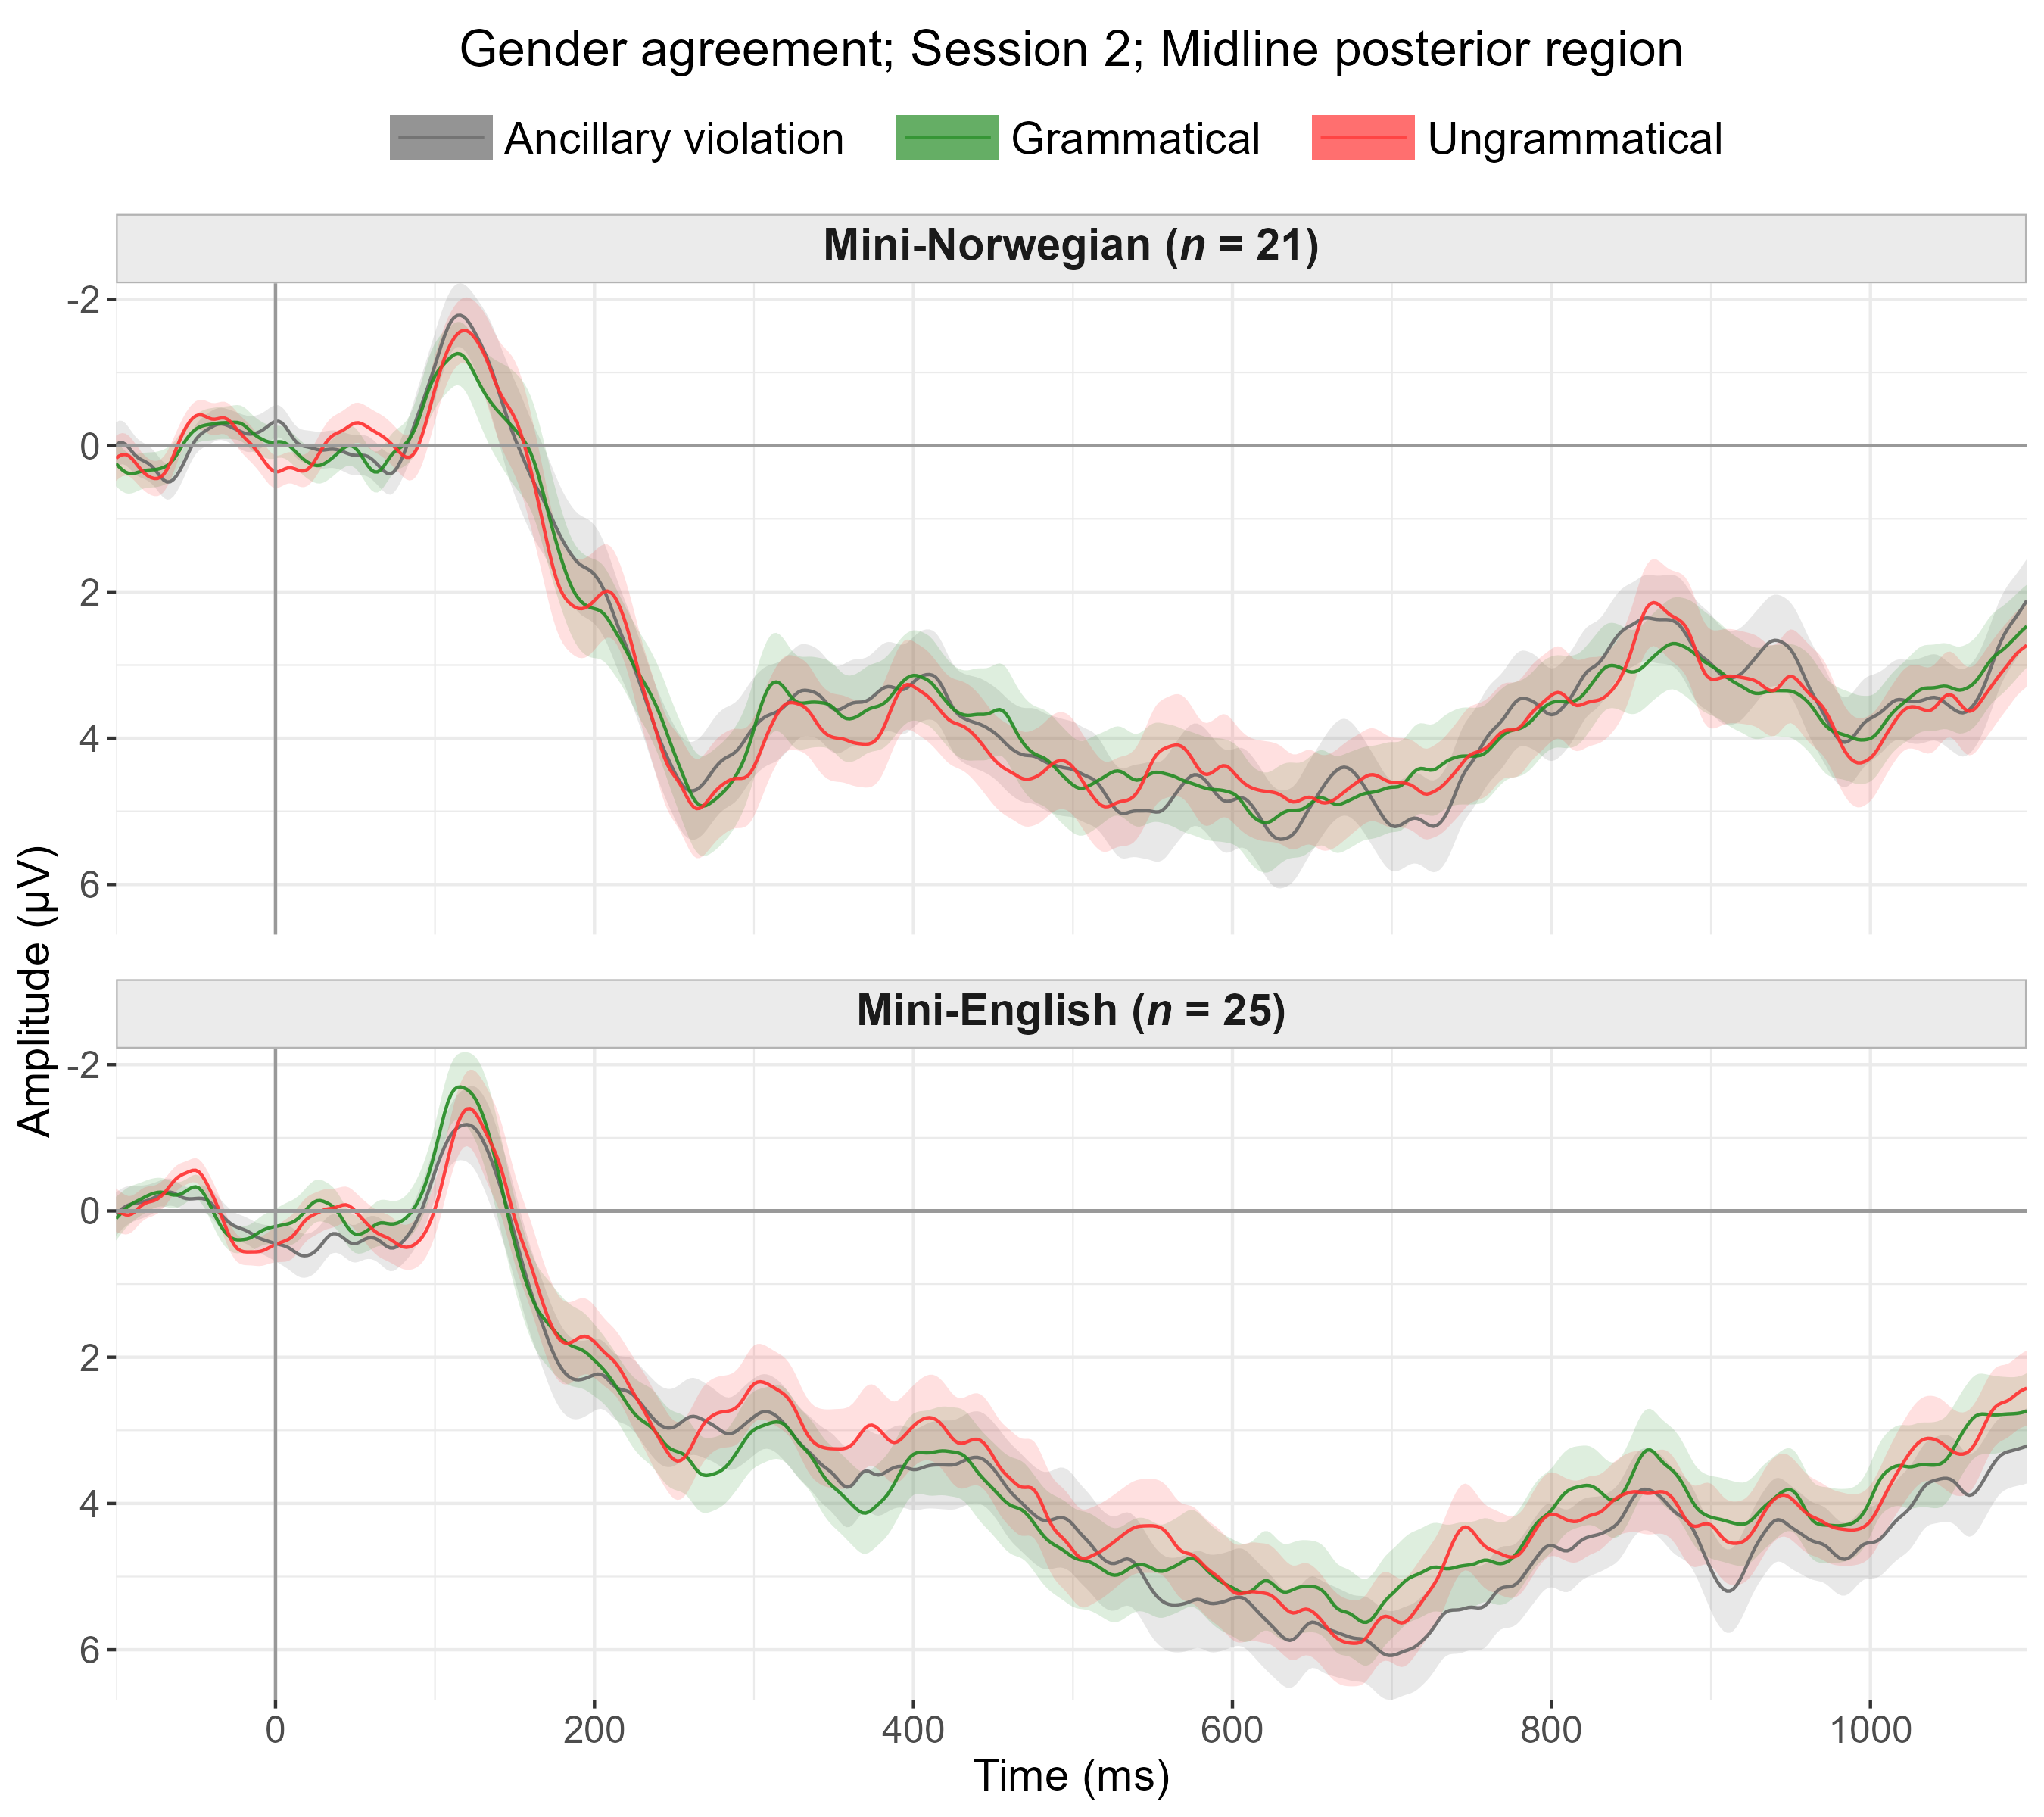 Gender agreement; Session 2; Midline posterior region
Ancillary violation
Grammatical
Ungrammatical
Mini-Norwegian (n = 21)
-2
0
2
4
6
Amplitude (µV)
Mini-English (n = 25)
-2
0
2
4
6
0 200 400 600 800 1000
Time (ms)